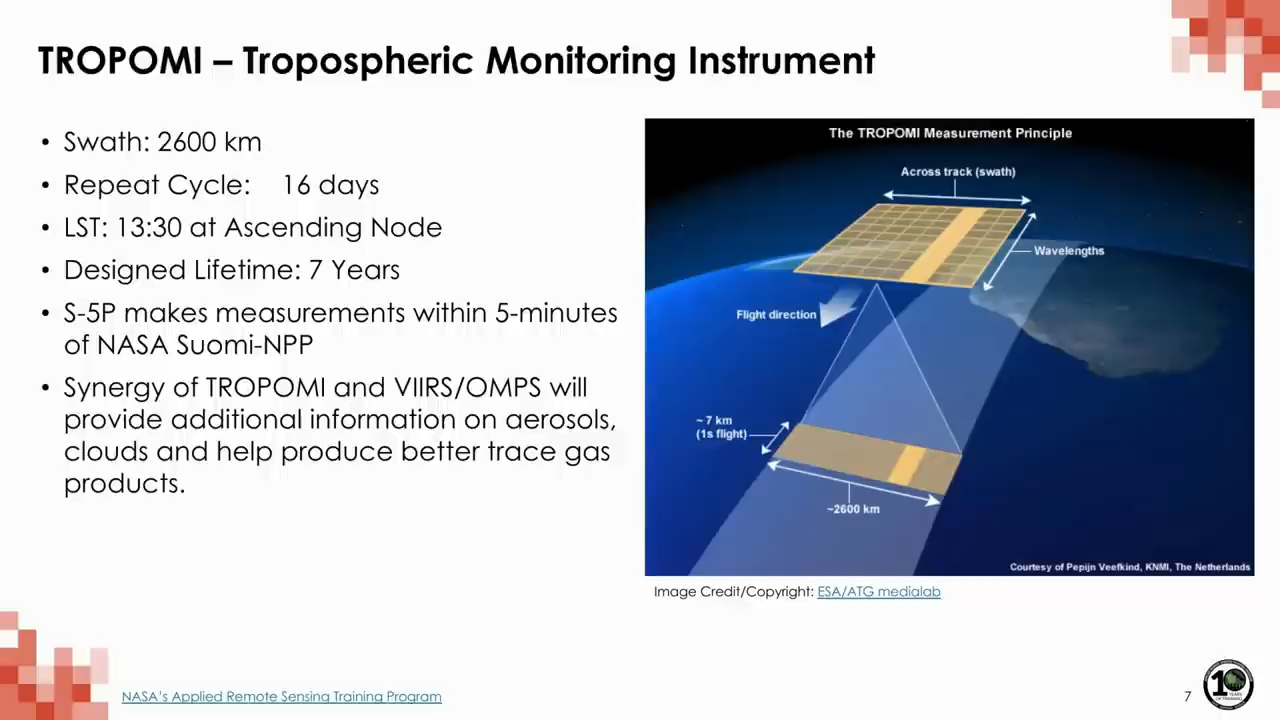 TROPOMI – Tropospheric Monitoring Instrument
• Swath: 2600 km
• Repeat Cycle: 16 days
• LST: 13:30 at Ascending Node
• Designed Lifetime: 7 Years
• S-5P makes measurements within 5-minutes
of NASA Suomi-NPP
• Synergy of TROPOMI and VIIRS/OMPS will
provide additional information on aerosols,
clouds and help produce better trace gas
products.
The TROPOMI Measurement Principle
Across track (swath)
Wavelengths
Flight direction
~ 7 km
(1s flight)
~2600 km
Courtesy of Pepijn Veefkind, KNMI, The Netherlands
Image Credit/Copyright: ESA/ATG medialab
NASA's Applied Remote Sensing Training Program
7
10